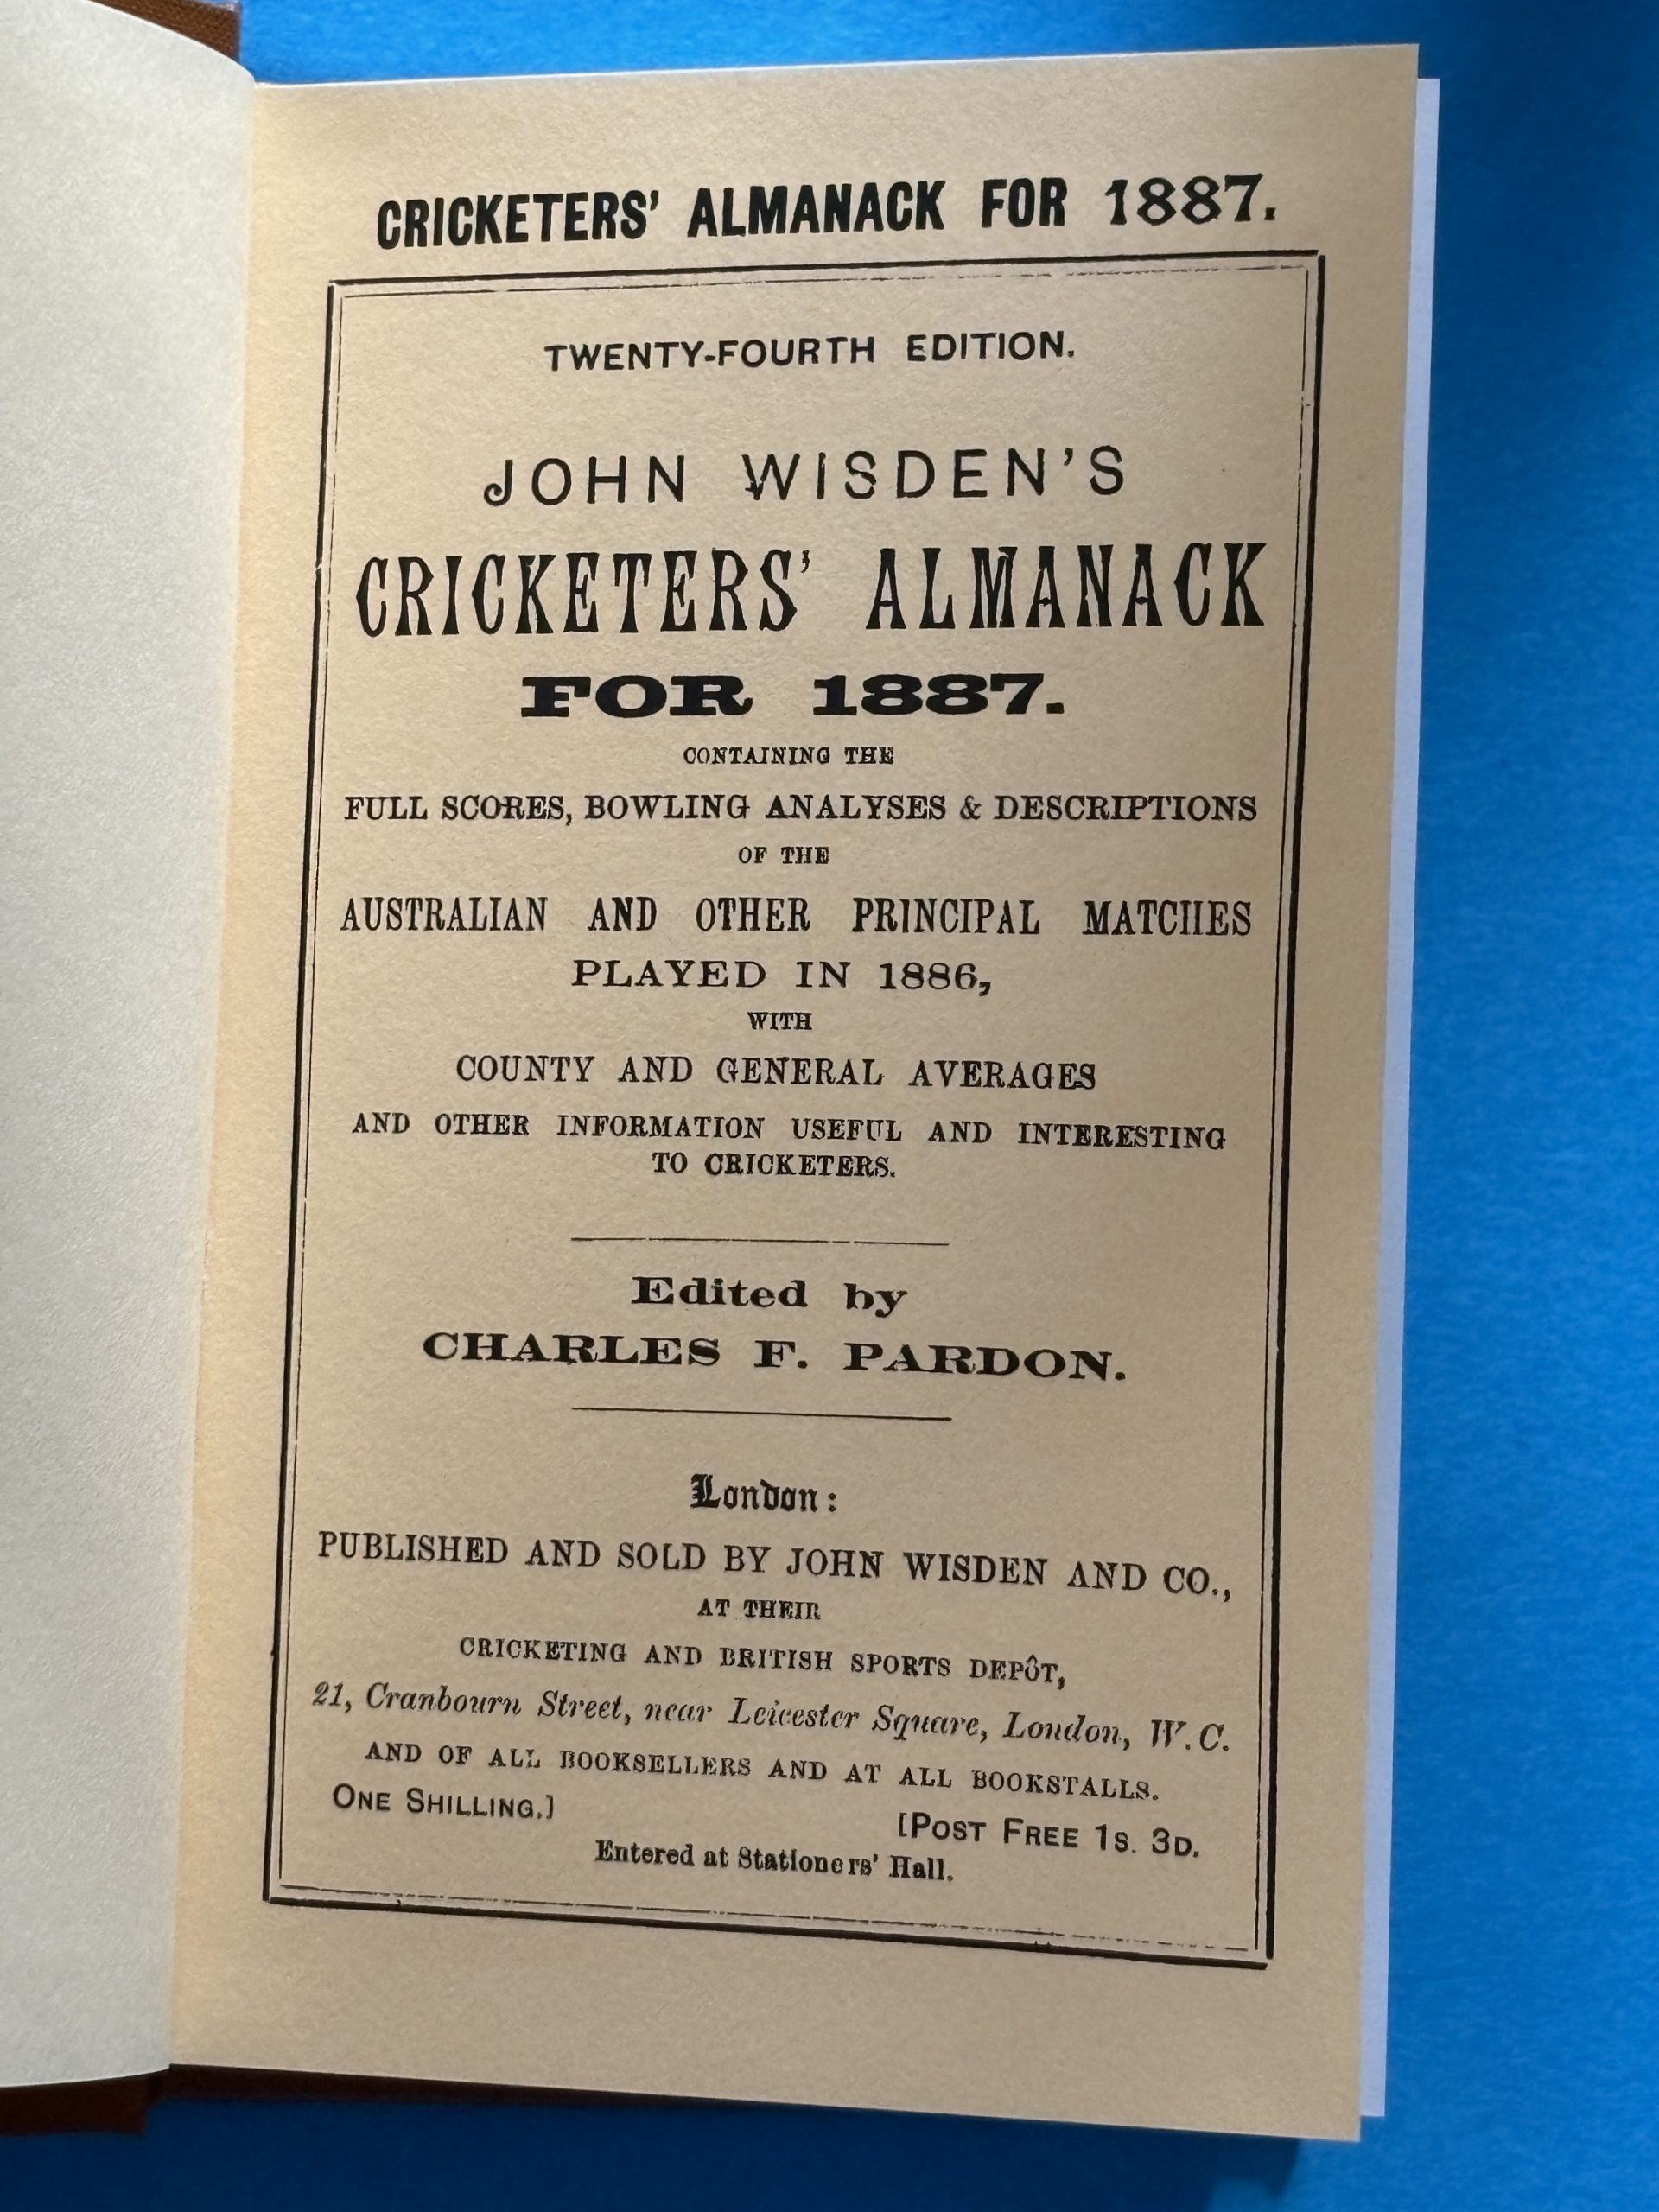 CRICKETERS' ALMANACK FOR 1887.
TWENTY-FOURTH EDITION.
JOHN WISDEN'S
CRICKETERS' ALMANACK
FOR 1887.
CONTAINING THE
FULL SCORES, BOWLING ANALYSES & DESCRIPTIONS
OF THE
AUSTRALIAN AND OTHER PRINCIPAL MATCHES
PLAYED IN 1886,
WITH
COUNTY AND GENERAL AVERAGES
AND OTHER INFORMATION USEFUL AND INTERESTING
TO CRICKETERS.
Edited by
CHARLES F. PARDON.
London:
PUBLISHED AND SOLD BY JOHN WISDEN AND CO.,
AT THEIR
CRICKETING AND BRITISH SPORTS DEPÔT,
21, Cranbourn Street, near Leicester Square, London, W.C.
AND OF ALL BOOKSELLERS AND AT ALL BOOKSTALLS.
ONE SHILLING.] [POST FREE 1S. 3D.
Entered at Stationers' Hall.